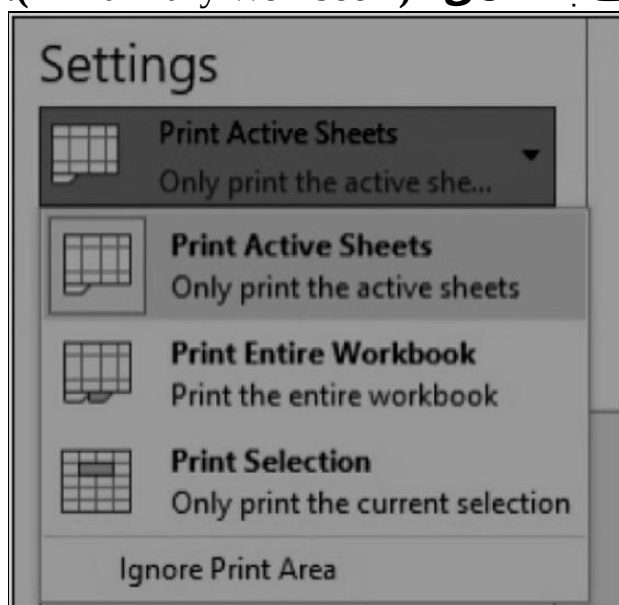 Settings
Print Active Sheets
Only print the active she...
Print Active Sheets
Only print the active sheets
Print Entire Workbook
Print the entire workbook
Print Selection
Only print the current selection
Ignore Print Area